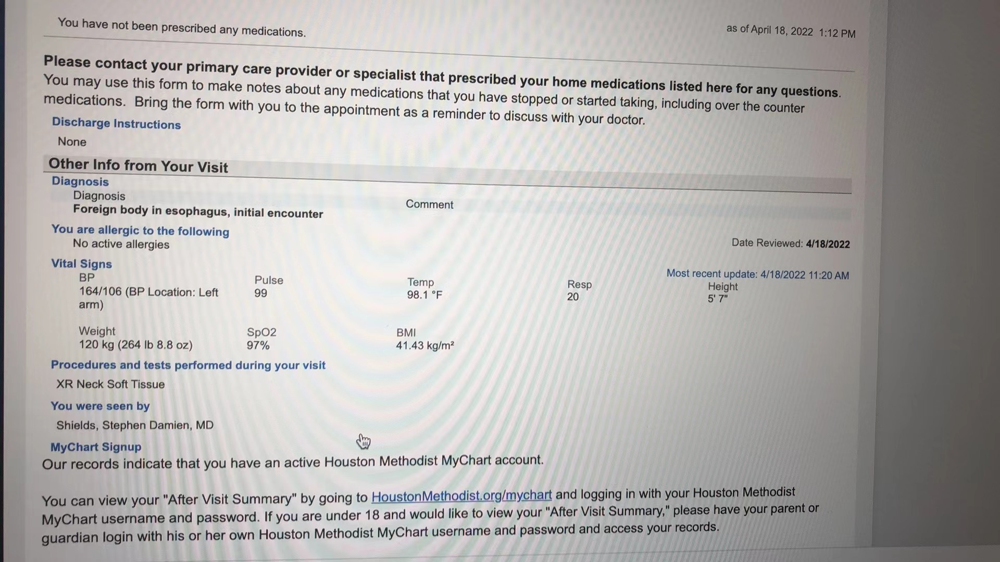 You have not been prescribed any medications.
as of April 18, 2022 1:12 PM
Please contact your primary care provider or specialist that prescribed your home medications listed here for any questions.
You may use this form to make notes about any medications that you have stopped or started taking, including over the counter
medications. Bring the form with you to the appointment as a reminder to discuss with your doctor.
Discharge Instructions
None
Other Info from Your Visit
Diagnosis
Diagnosis
Comment
Foreign body in esophagus, initial encounter
You are allergic to the following
No active allergies
Date Reviewed: 4/18/2022
Vital Signs
Most recent update: 4/18/2022 11:20 AM
BP Pulse Temp Resp Height
164/106 (BP Location: Left 99 98.1 °F 20 5' 7"
arm)
Weight SpO2 BMI
120 kg (264 lb 8.8 oz) 97% 41.43 kg/m²
Procedures and tests performed during your visit
XR Neck Soft Tissue
You were seen by
Shields, Stephen Damien, MD
MyChart Signup
Our records indicate that you have an active Houston Methodist MyChart account.
You can view your "After Visit Summary" by going to HoustonMethodist.org/mychart and logging in with your Houston Methodist
MyChart username and password. If you are under 18 and would like to view your "After Visit Summary," please have your parent or
guardian login with his or her own Houston Methodist MyChart username and password and access your records.